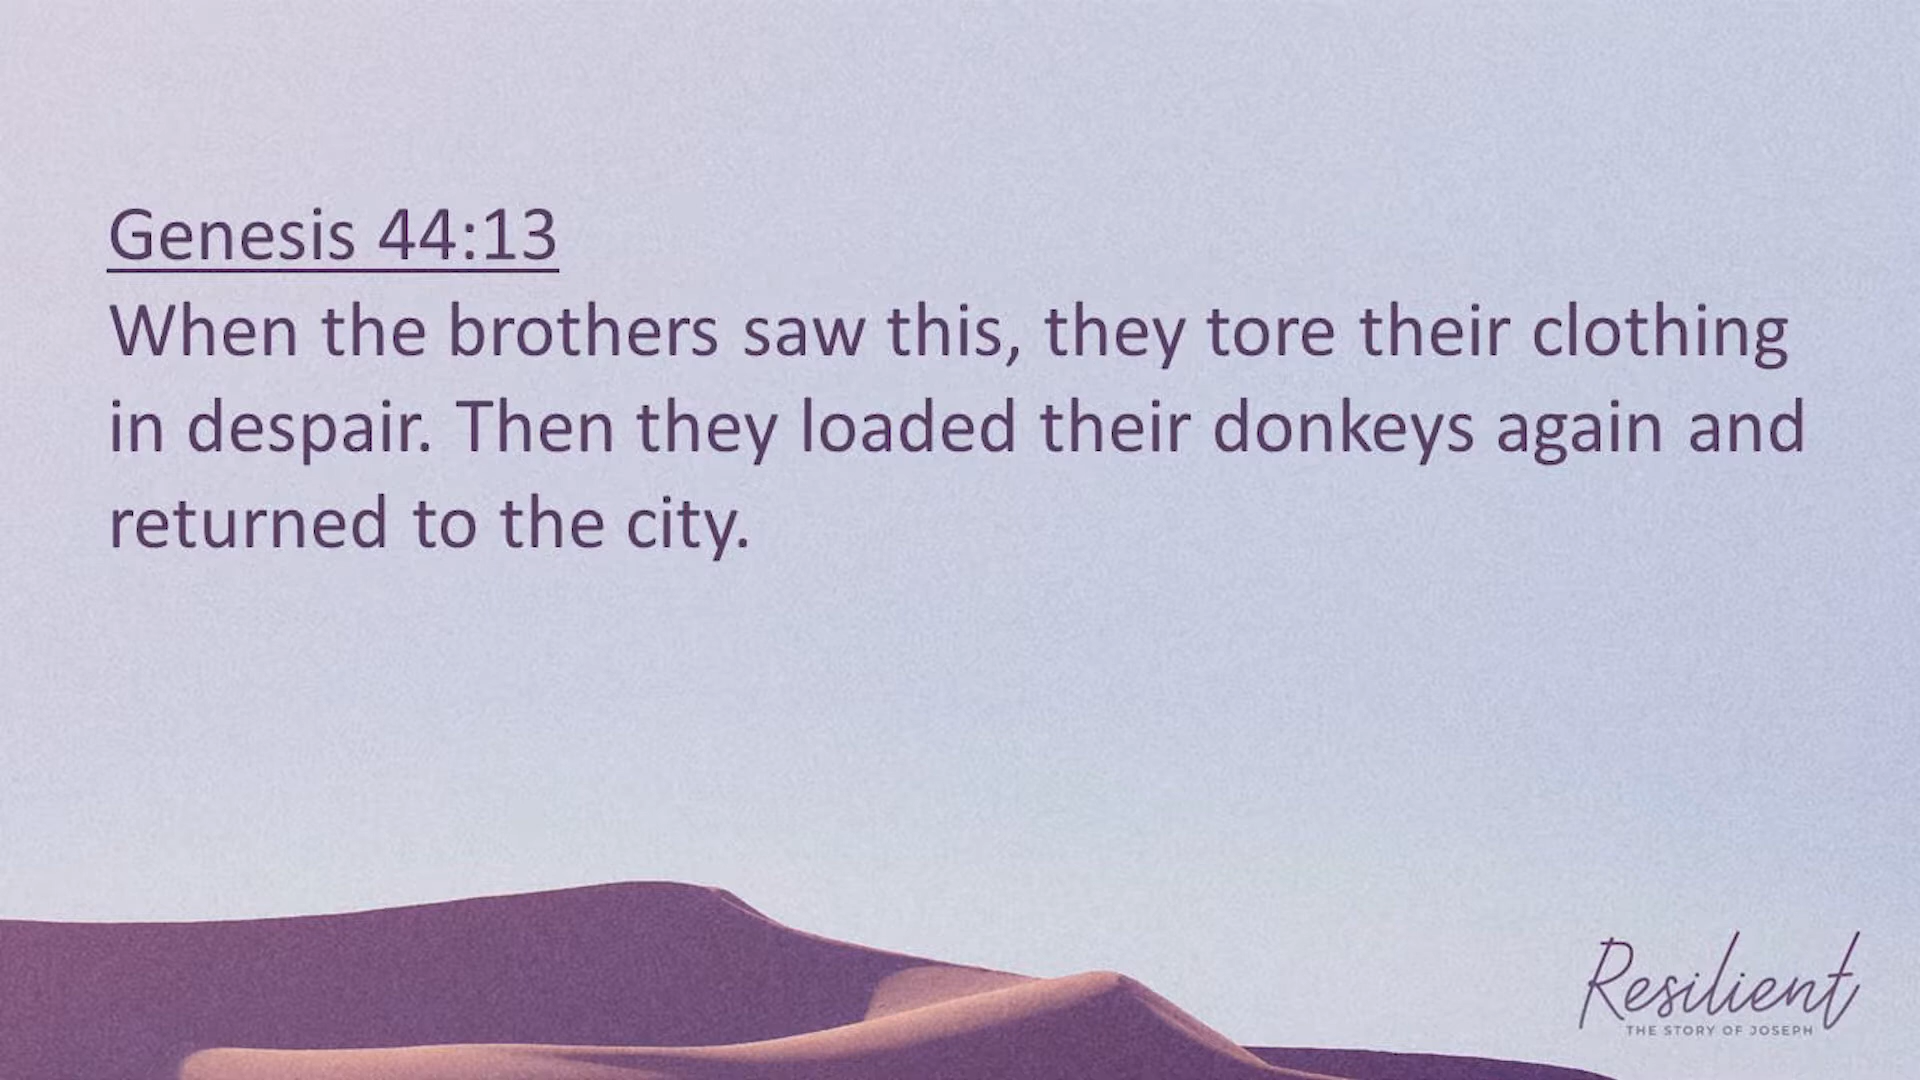 Genesis 44:13
When the brothers saw this, they tore their clothing
in despair. Then they loaded their donkeys again and
returned to the city.
Resilient
THE STORY OF JOSEPH